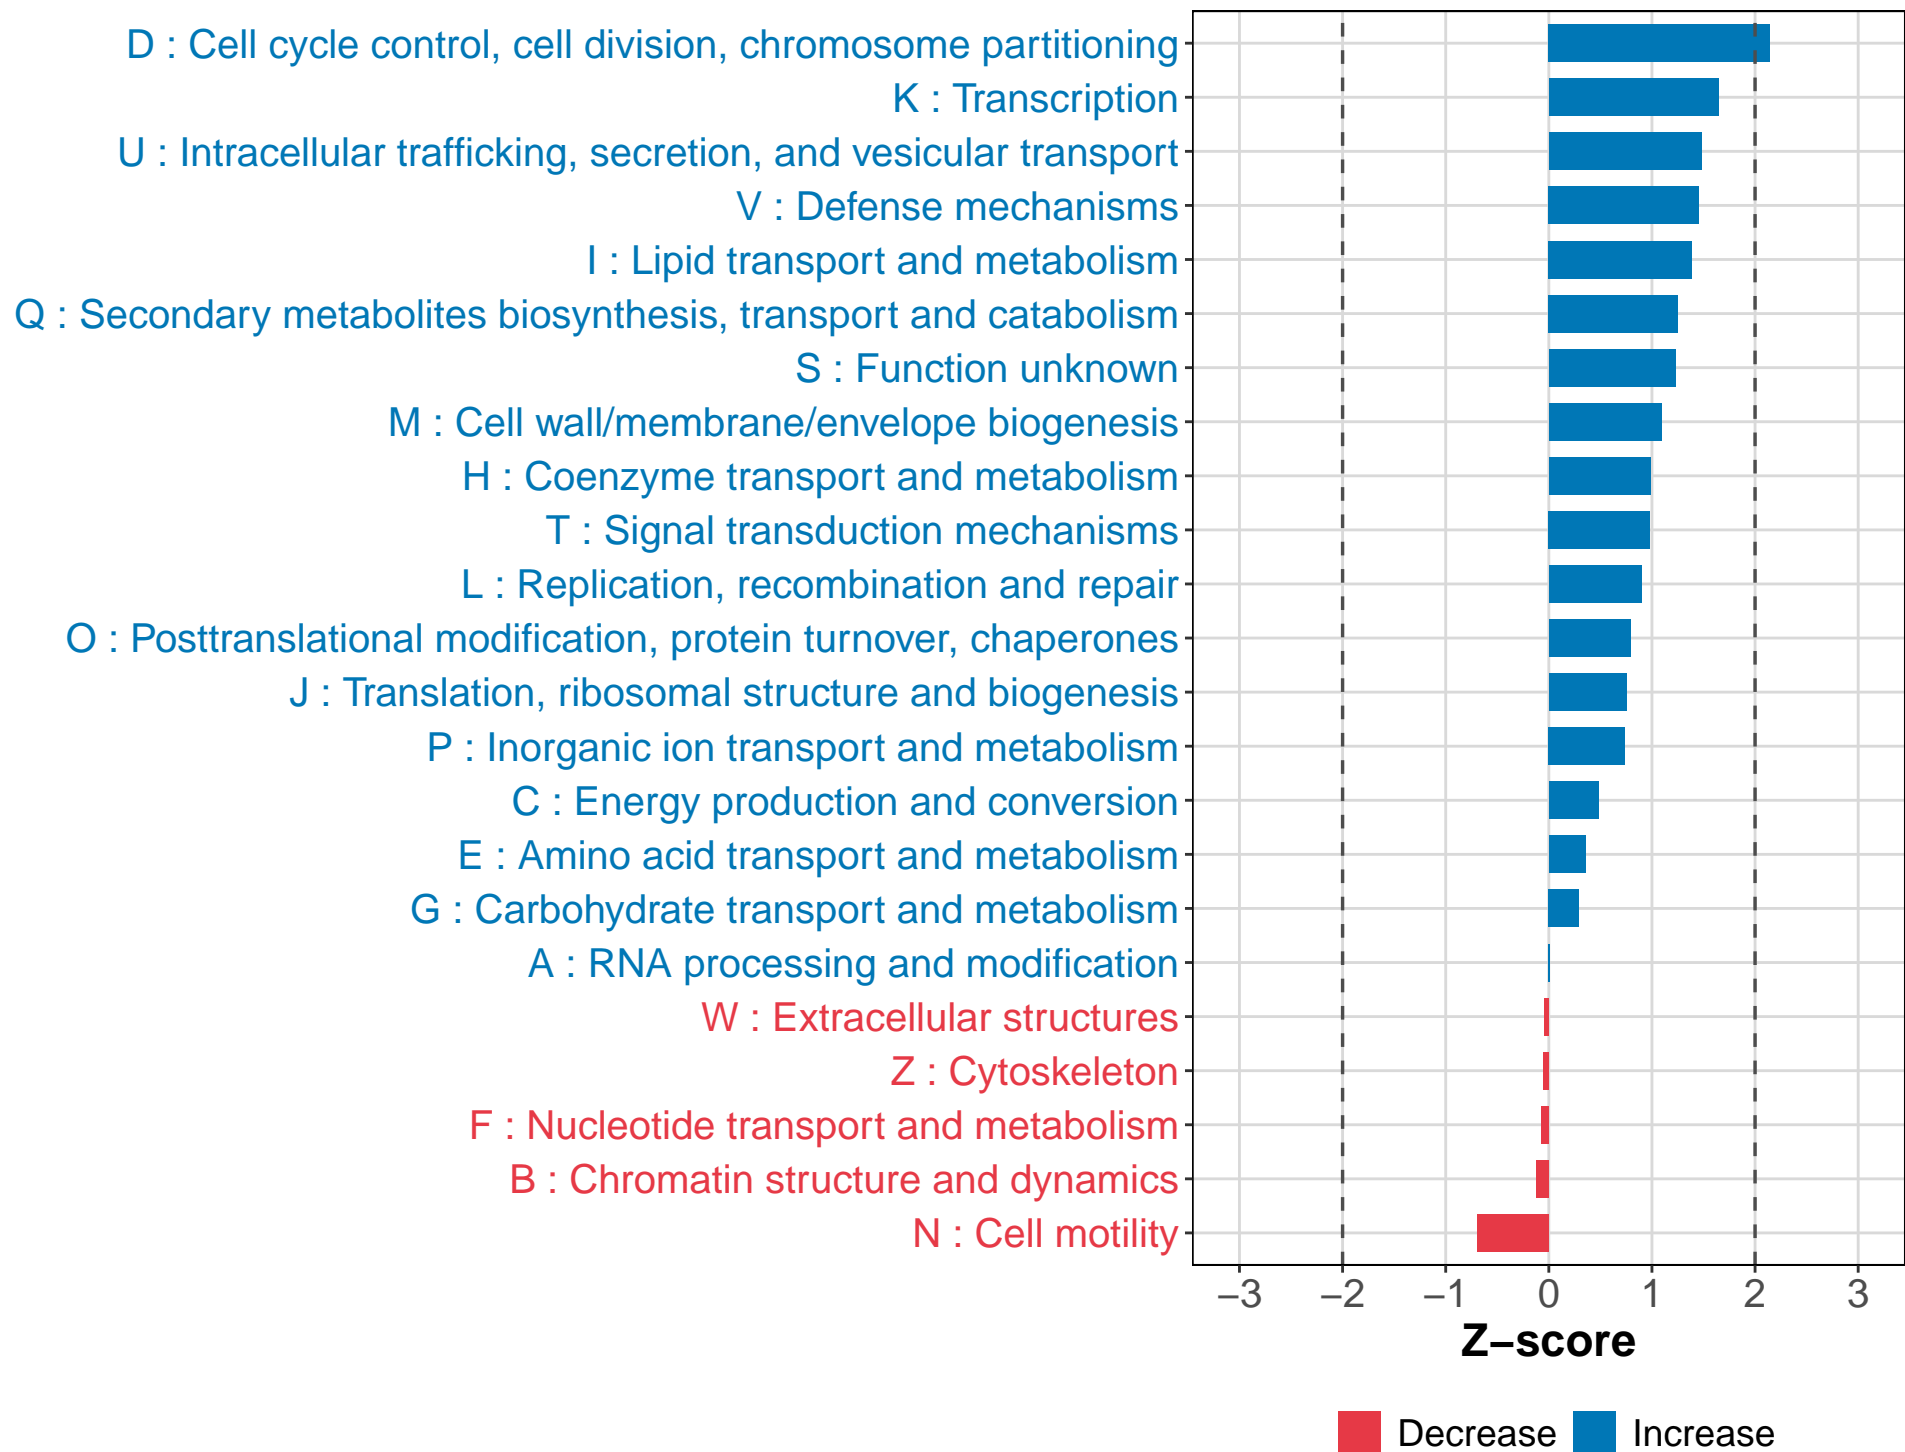 D : Cell cycle control, cell division, chromosome partitioning
K : Transcription
U : Intracellular trafficking, secretion, and vesicular transport
V : Defense mechanisms
I : Lipid transport and metabolism
Q : Secondary metabolites biosynthesis, transport and catabolism
S : Function unknown
M : Cell wall/membrane/envelope biogenesis
H : Coenzyme transport and metabolism
T : Signal transduction mechanisms
L : Replication, recombination and repair
O : Posttranslational modification, protein turnover, chaperones
J : Translation, ribosomal structure and biogenesis
P : Inorganic ion transport and metabolism
C : Energy production and conversion
E : Amino acid transport and metabolism
G : Carbohydrate transport and metabolism
A : RNA processing and modification
W : Extracellular structures
Z : Cytoskeleton
F : Nucleotide transport and metabolism
B : Chromatin structure and dynamics
N : Cell motility
−3 −2 −1 0 1 2 3
Z−score
Decrease Increase